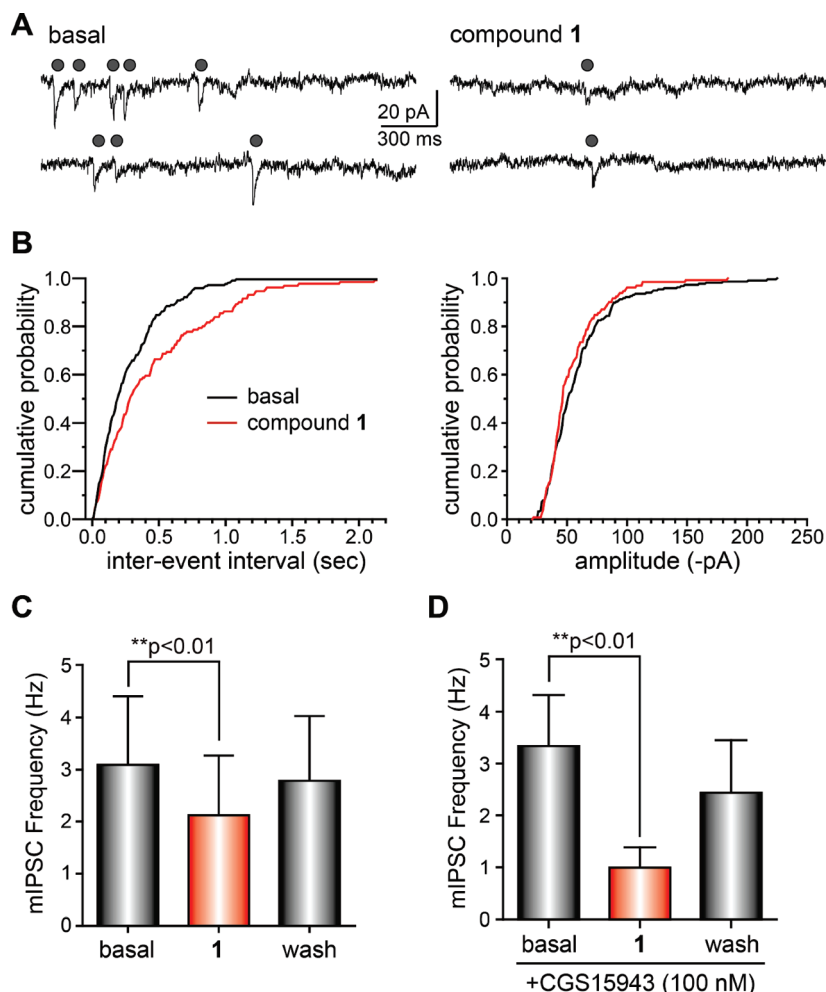 A
basal
compound 1
20 pA
300 ms
B
1.0
0.8
0.6
0.4
0.2
0.0
cumulative probability
basal
compound 1
0.0 0.5 1.0 1.5 2.0
inter-event interval (sec)
1.0
0.8
0.6
0.4
0.2
0.0
cumulative probability
0 50 100 150 200 250
amplitude (-pA)
C
**p<0.01
5
4
3
2
1
0
mIPSC Frequency (Hz)
basal 1 wash
D
**p<0.01
5
4
3
2
1
0
mIPSC Frequency (Hz)
basal 1 wash
+CGS15943 (100 nM)